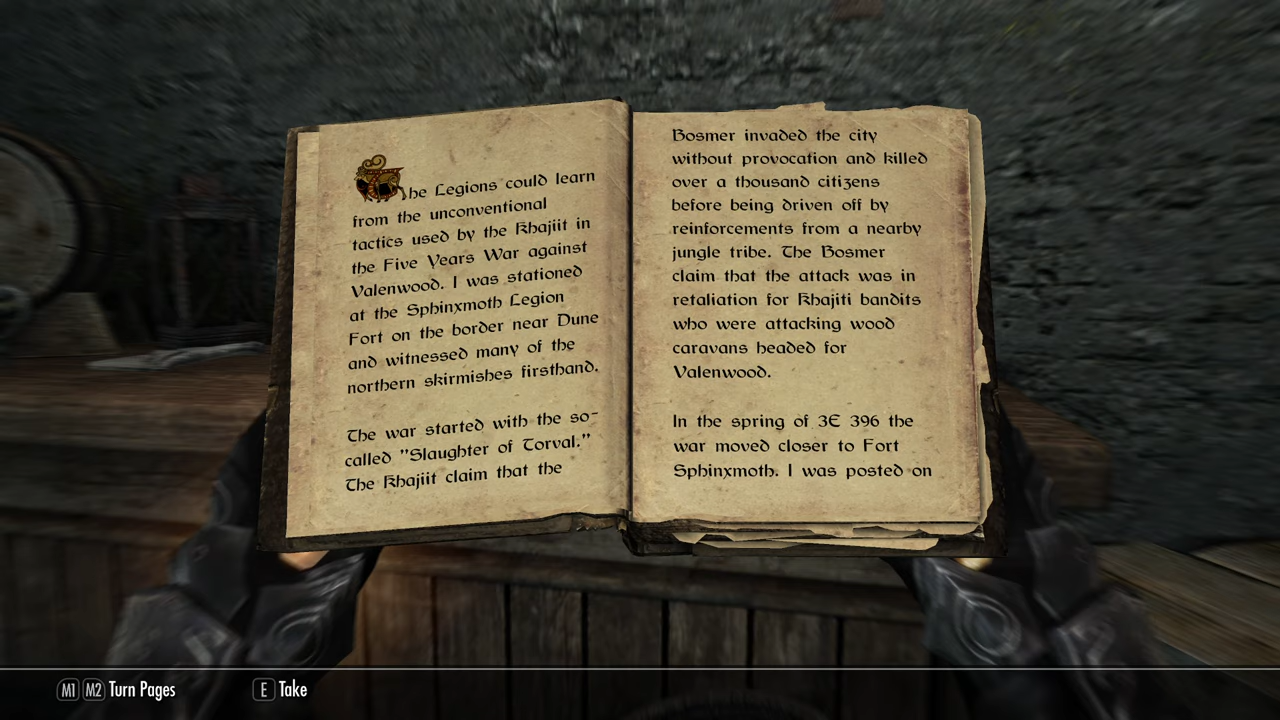 The Legions could learn
from the unconventional
tactics used by the Khajiit in
the Five Years War against
Valenwood. I was stationed
at the Sphinxmoth Legion
Fort on the border near Dune
and witnessed many of the
northern skirmishes firsthand.
The war started with the so-
called "Slaughter of Torval."
The Khajiit claim that the
Bosmer invaded the city
without provocation and killed
over a thousand citizens
before being driven off by
reinforcements from a nearby
jungle tribe. The Bosmer
claim that the attack was in
retaliation for Khajiti bandits
who were attacking wood
caravans headed for
Valenwood.
In the spring of 3E 396 the
war moved closer to Fort
Sphinxmoth. I was posted on
M1 M2 Turn Pages
E Take